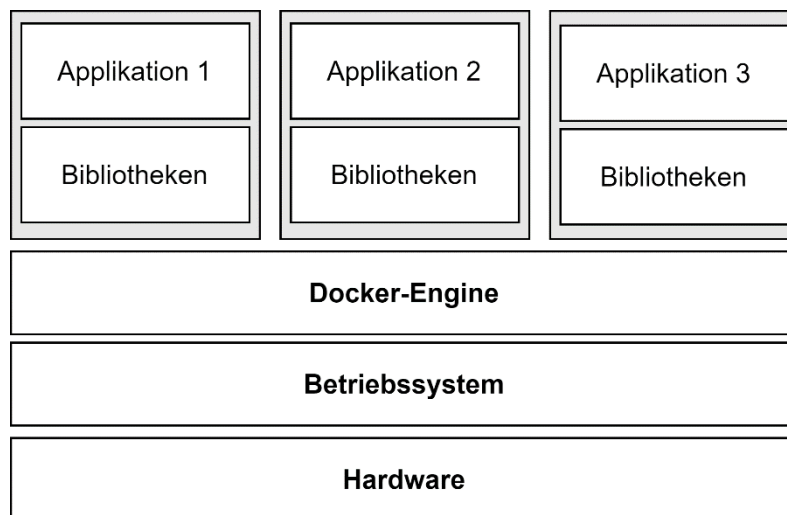 Applikation 1
Applikation 2
Applikation 3
Bibliotheken
Bibliotheken
Bibliotheken
Docker-Engine
Betriebssystem
Hardware